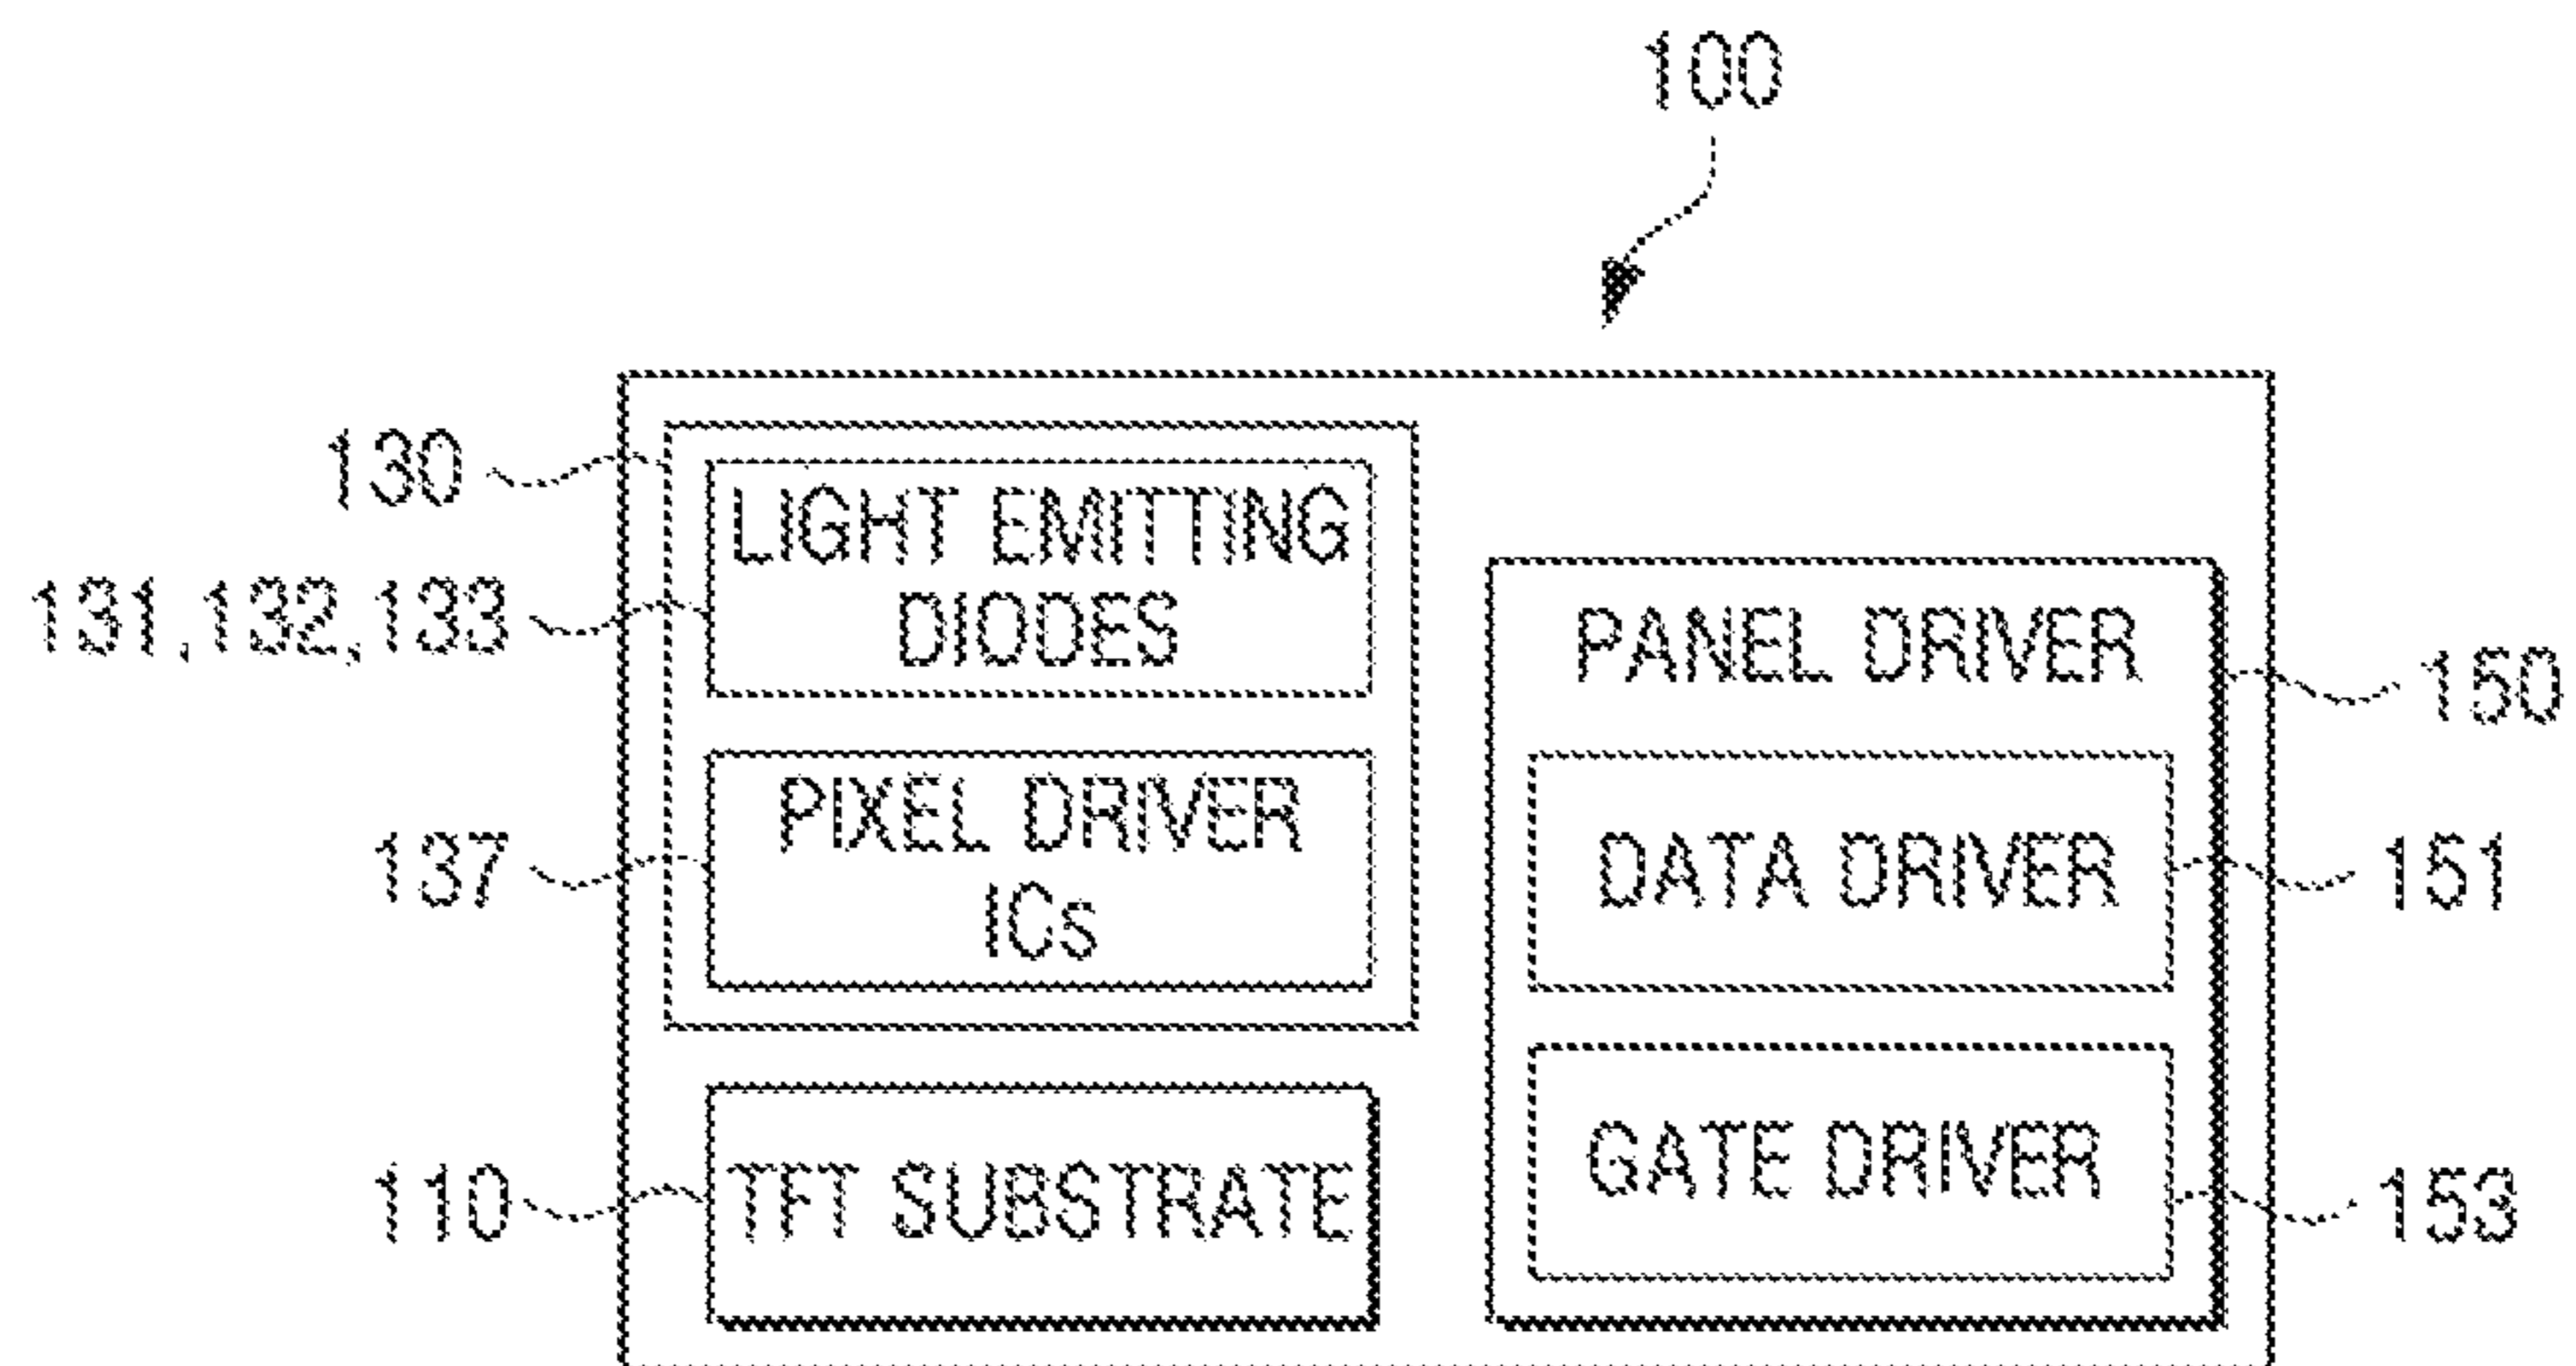 100
130
LIGHT EMITTING
DIODES
131,132,133
PANEL DRIVER
150
PIXEL DRIVER
ICs
137
DATA DRIVER
151
TFT SUBSTRATE
110
GATE DRIVER
153